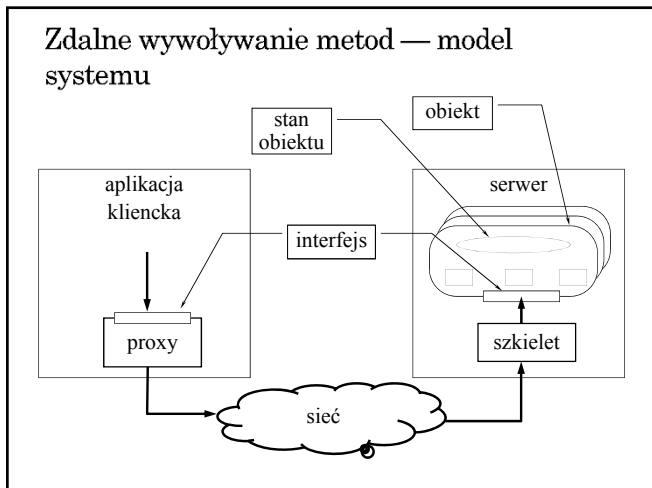 Zdalne wywoływanie metod — model
systemu
obiekt
stan
obiektu
aplikacja
kliencka
serwer
interfejs
proxy
szkielet
sieć